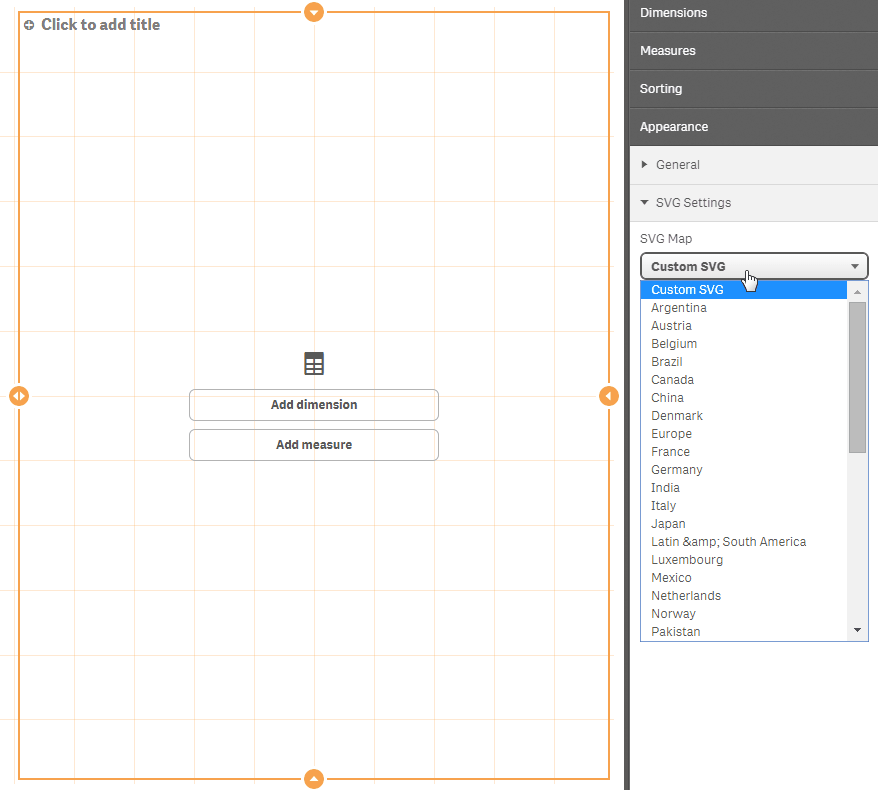 Click to add title
Add dimension
Add measure
Dimensions
Measures
Sorting
Appearance
General
SVG Settings
SVG Map
Custom SVG
Custom SVG
Argentina
Austria
Belgium
Brazil
Canada
China
Denmark
Europe
France
Germany
India
Italy
Japan
Latin &amp; South America
Luxembourg
Mexico
Netherlands
Norway
Pakistan